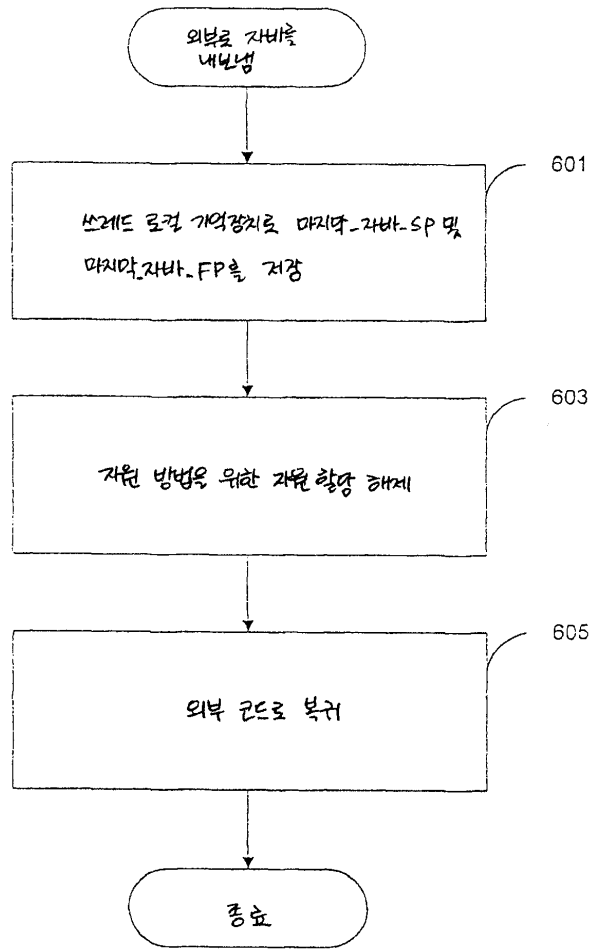 외부로 자바를
내보냄
601
쓰레드 로컬 기억장치로 마지막_자바_SP 및
마지막_자바_FP를 저장
603
자원 방법을 위한 자원 할당 해제
605
외부 코드로 복귀
종료